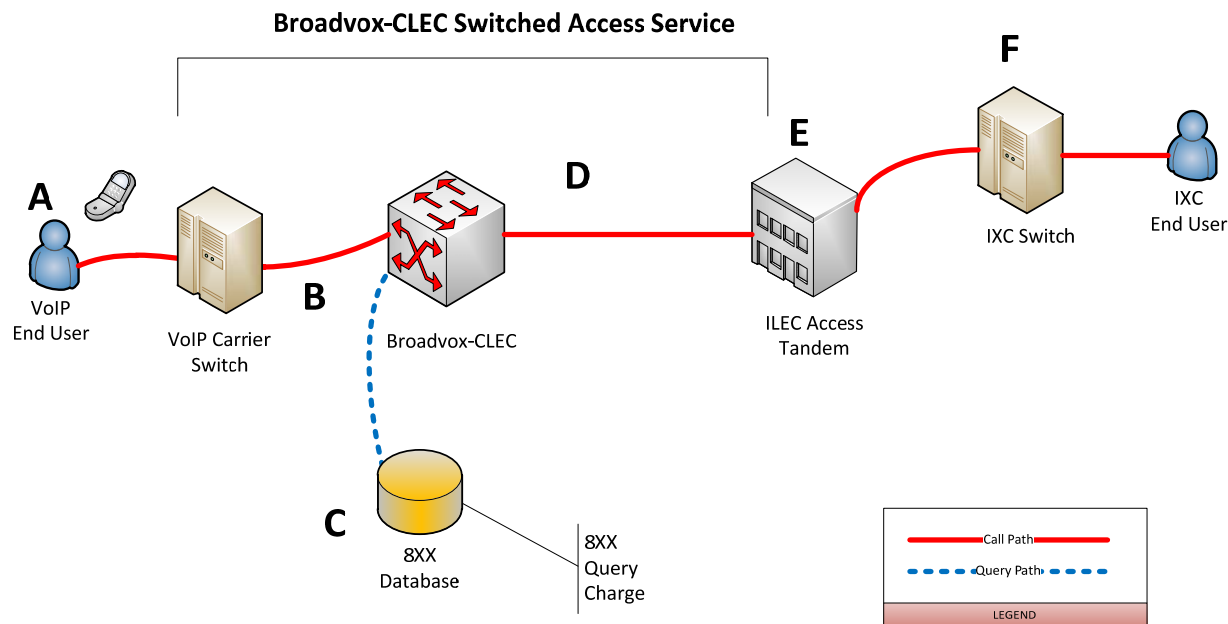 Broadvox-CLEC Switched Access Service
F
E
D
A
IXC
End User
IXC Switch
B
VoIP
End User
VoIP Carrier
Switch
Broadvox-CLEC
ILEC Access
Tandem
C
8XX
Database
8XX
Query
Charge
Call Path
Query Path
LEGEND